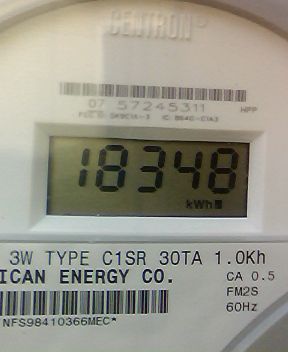 CENTRON
07 57245311
18348
kWh
3W TYPE C1SR 30TA 1.0Kh
ICAN ENERGY CO.
CA 0.5
FM2S
60Hz
NFS98410366MEC*